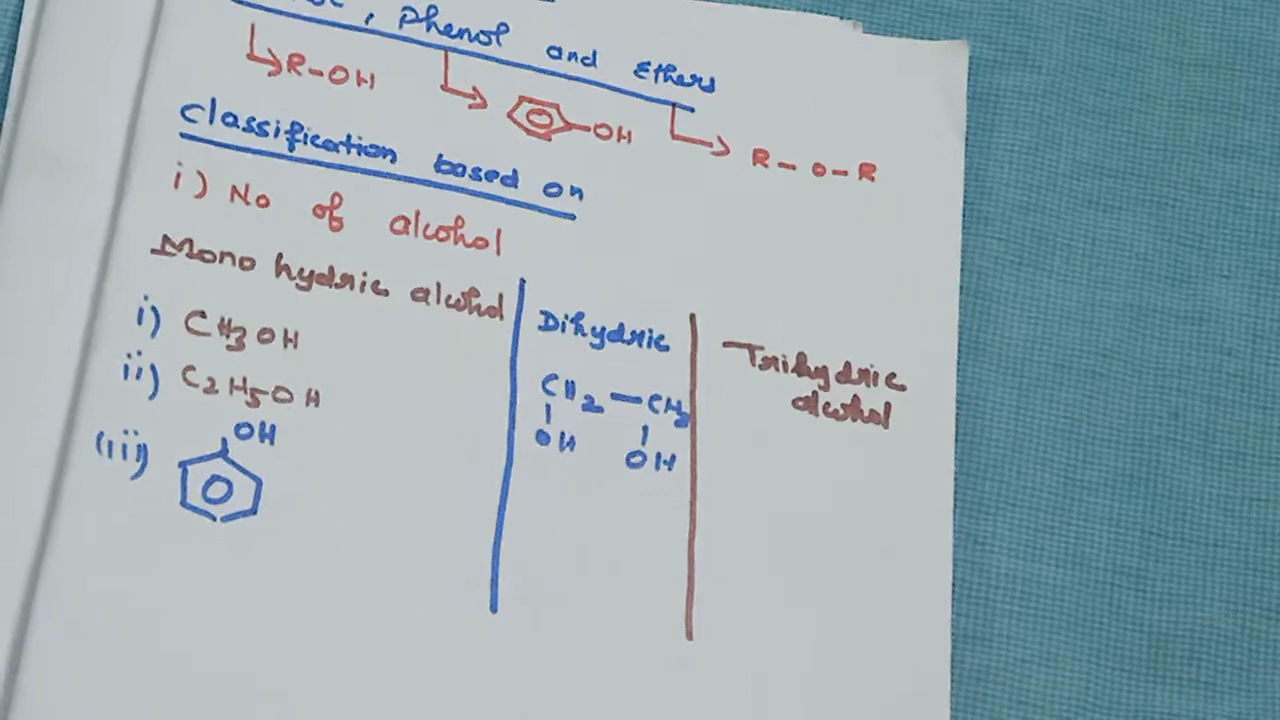 , Phenol and Ethers
R-OH
OH
R-O-R
Classification based on
i) No of alcohol
Mono hydric alcohol
i) CH3OH
ii) C2H5OH
(iii)
OH
Dihydric
CH2-CH2
OH
OH
Trihydric
alcohol